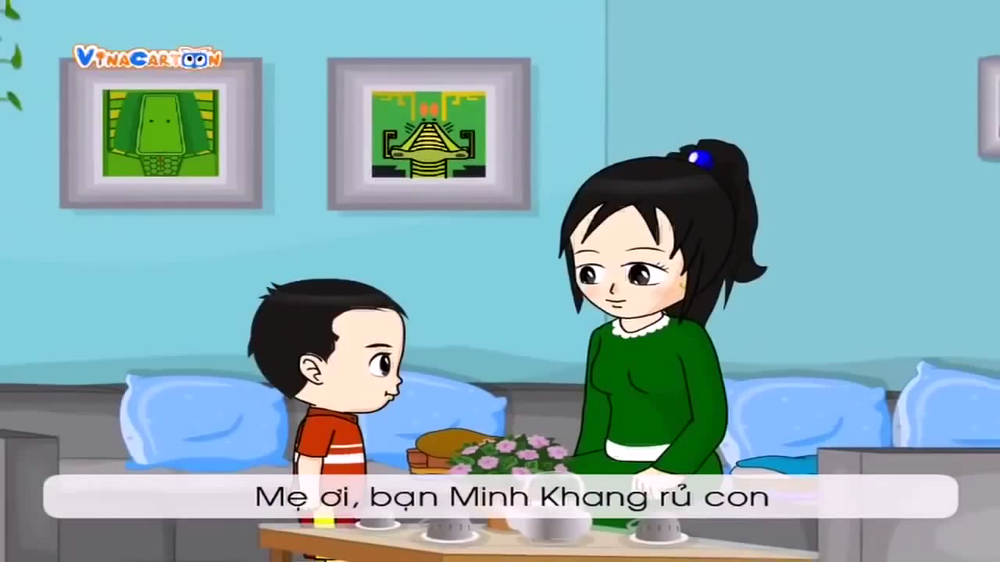 VINACARTOON
Mẹ ơi, bạn Minh Khang rủ con